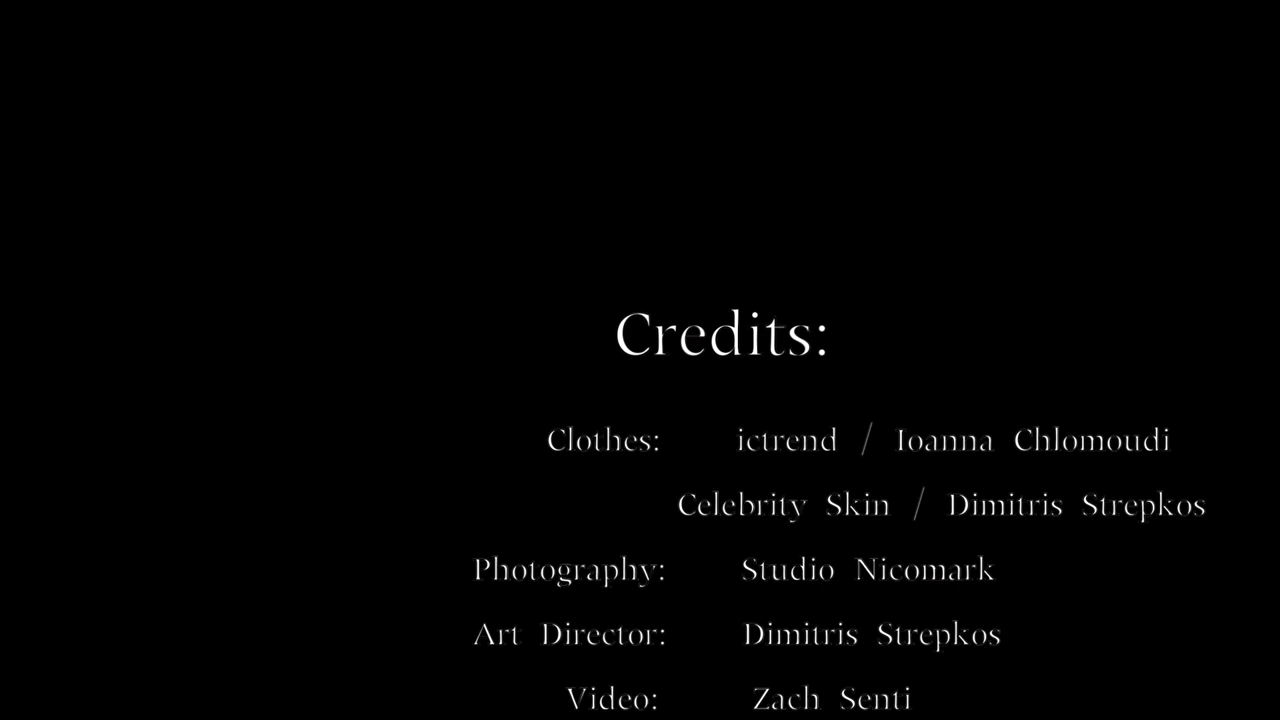 Credits:
Clothes: ictrend / Ioanna Chlomoudi
Celebrity Skin / Dimitris Strepkos
Photography: Studio Nicomark
Art Director: Dimitris Strepkos
Video: Zach Senti